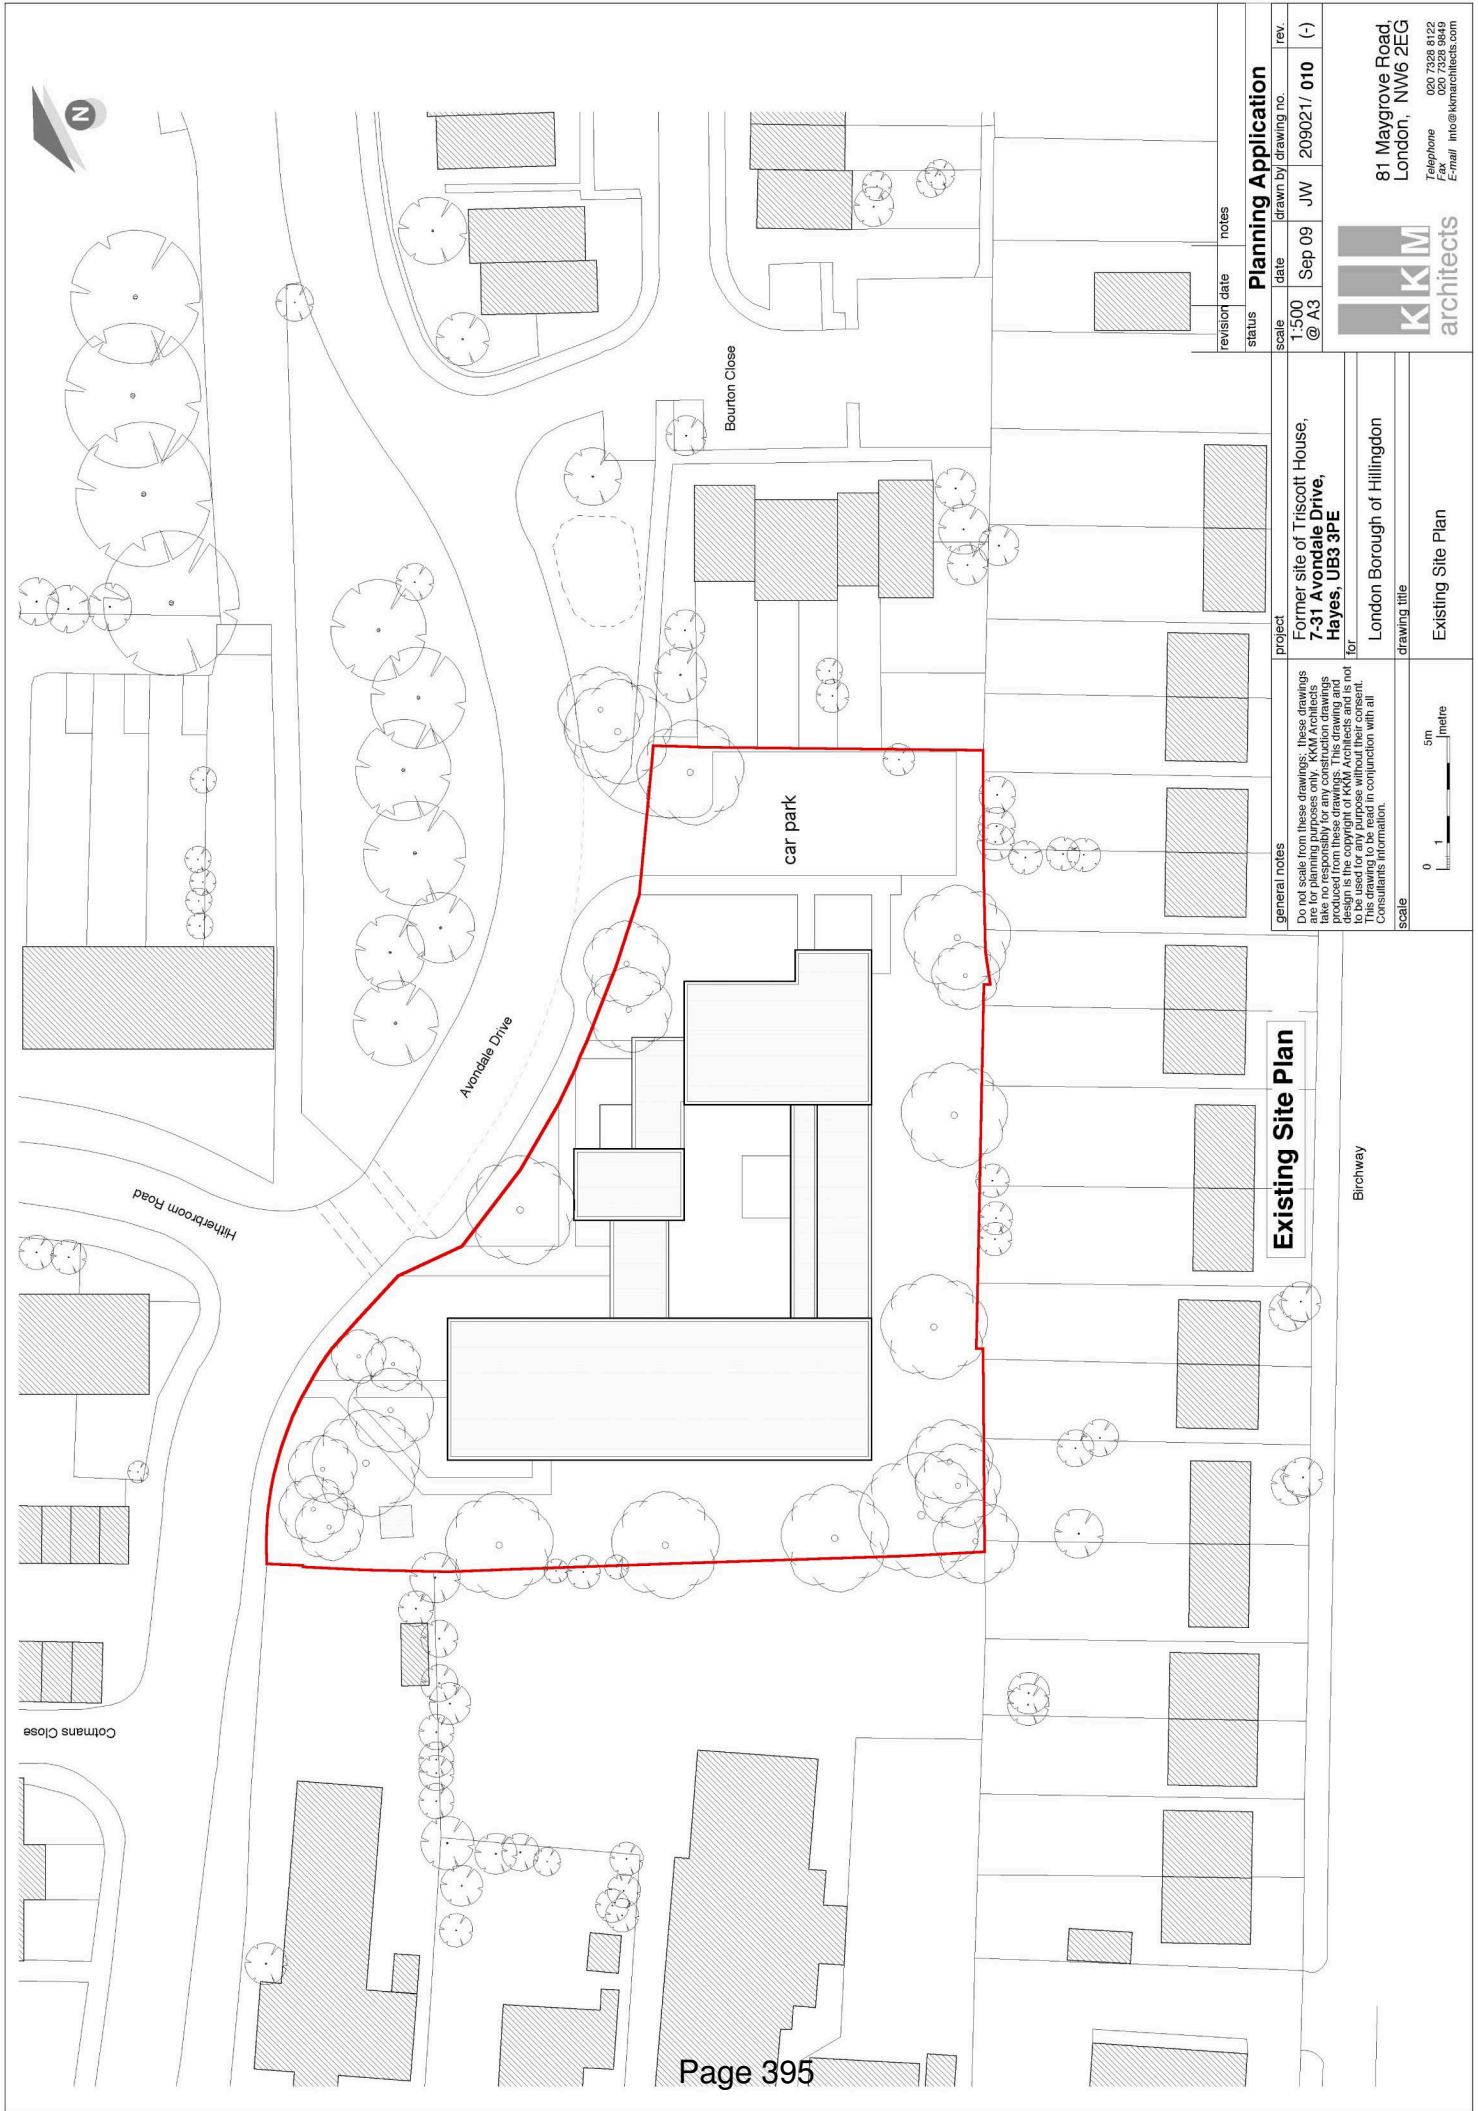 N
Hitherbroom Road
Cotmans Close
Avondale Drive
Bourton Close
car park
Birchway
Existing Site Plan
general notes
Do not scale from these drawings; these drawings
are for planning purposes only. KKM Architects
take no responsibly for any construction drawings
produced from these drawings. This drawing and
design is the copyright of KKM Architects and is not
to be used for any purpose without their consent.
This drawing to be read in conjunction with all
Consultants information.
scale
0 1 5m
metre
project
Former site of Triscott House,
7-31 Avondale Drive,
Hayes, UB3 3PE
for
London Borough of Hillingdon
drawing title
Existing Site Plan
revision date notes
status Planning Application
scale date drawn by drawing no. rev.
1:500 Sep 09 JW 209021/ 010 (-)
@ A3
KKM
architects
81 Maygrove Road,
London, NW6 2EG
Telephone 020 7328 8122
Fax 020 7328 9849
E-mail info@kkmarchitects.com
Page 395